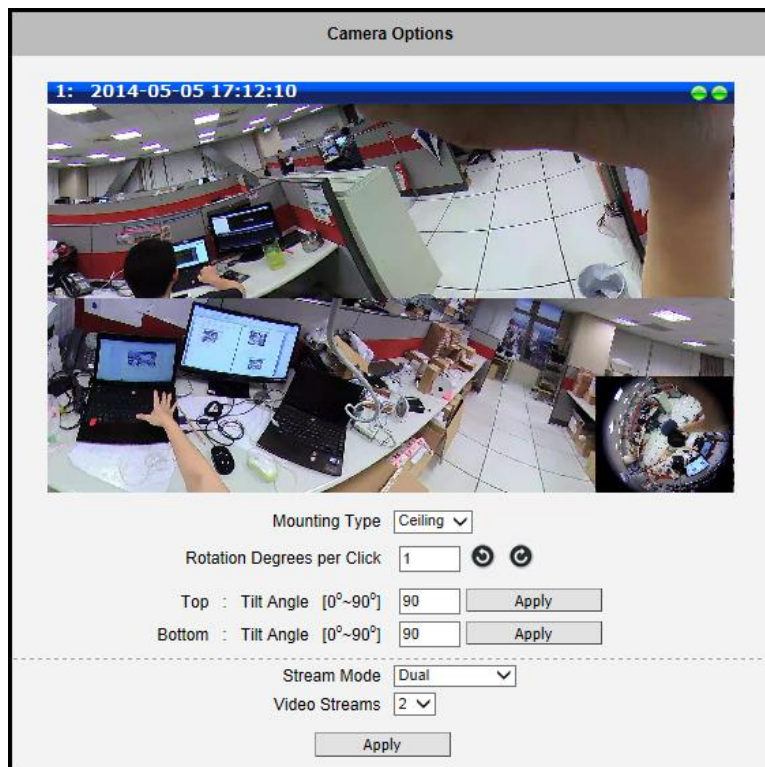 Camera Options
1: 2014-05-05 17:12:10
Mounting Type Ceiling
Rotation Degrees per Click 1
Top : Tilt Angle [0°~90°] 90 Apply
Bottom : Tilt Angle [0°~90°] 90 Apply
Stream Mode Dual
Video Streams 2
Apply